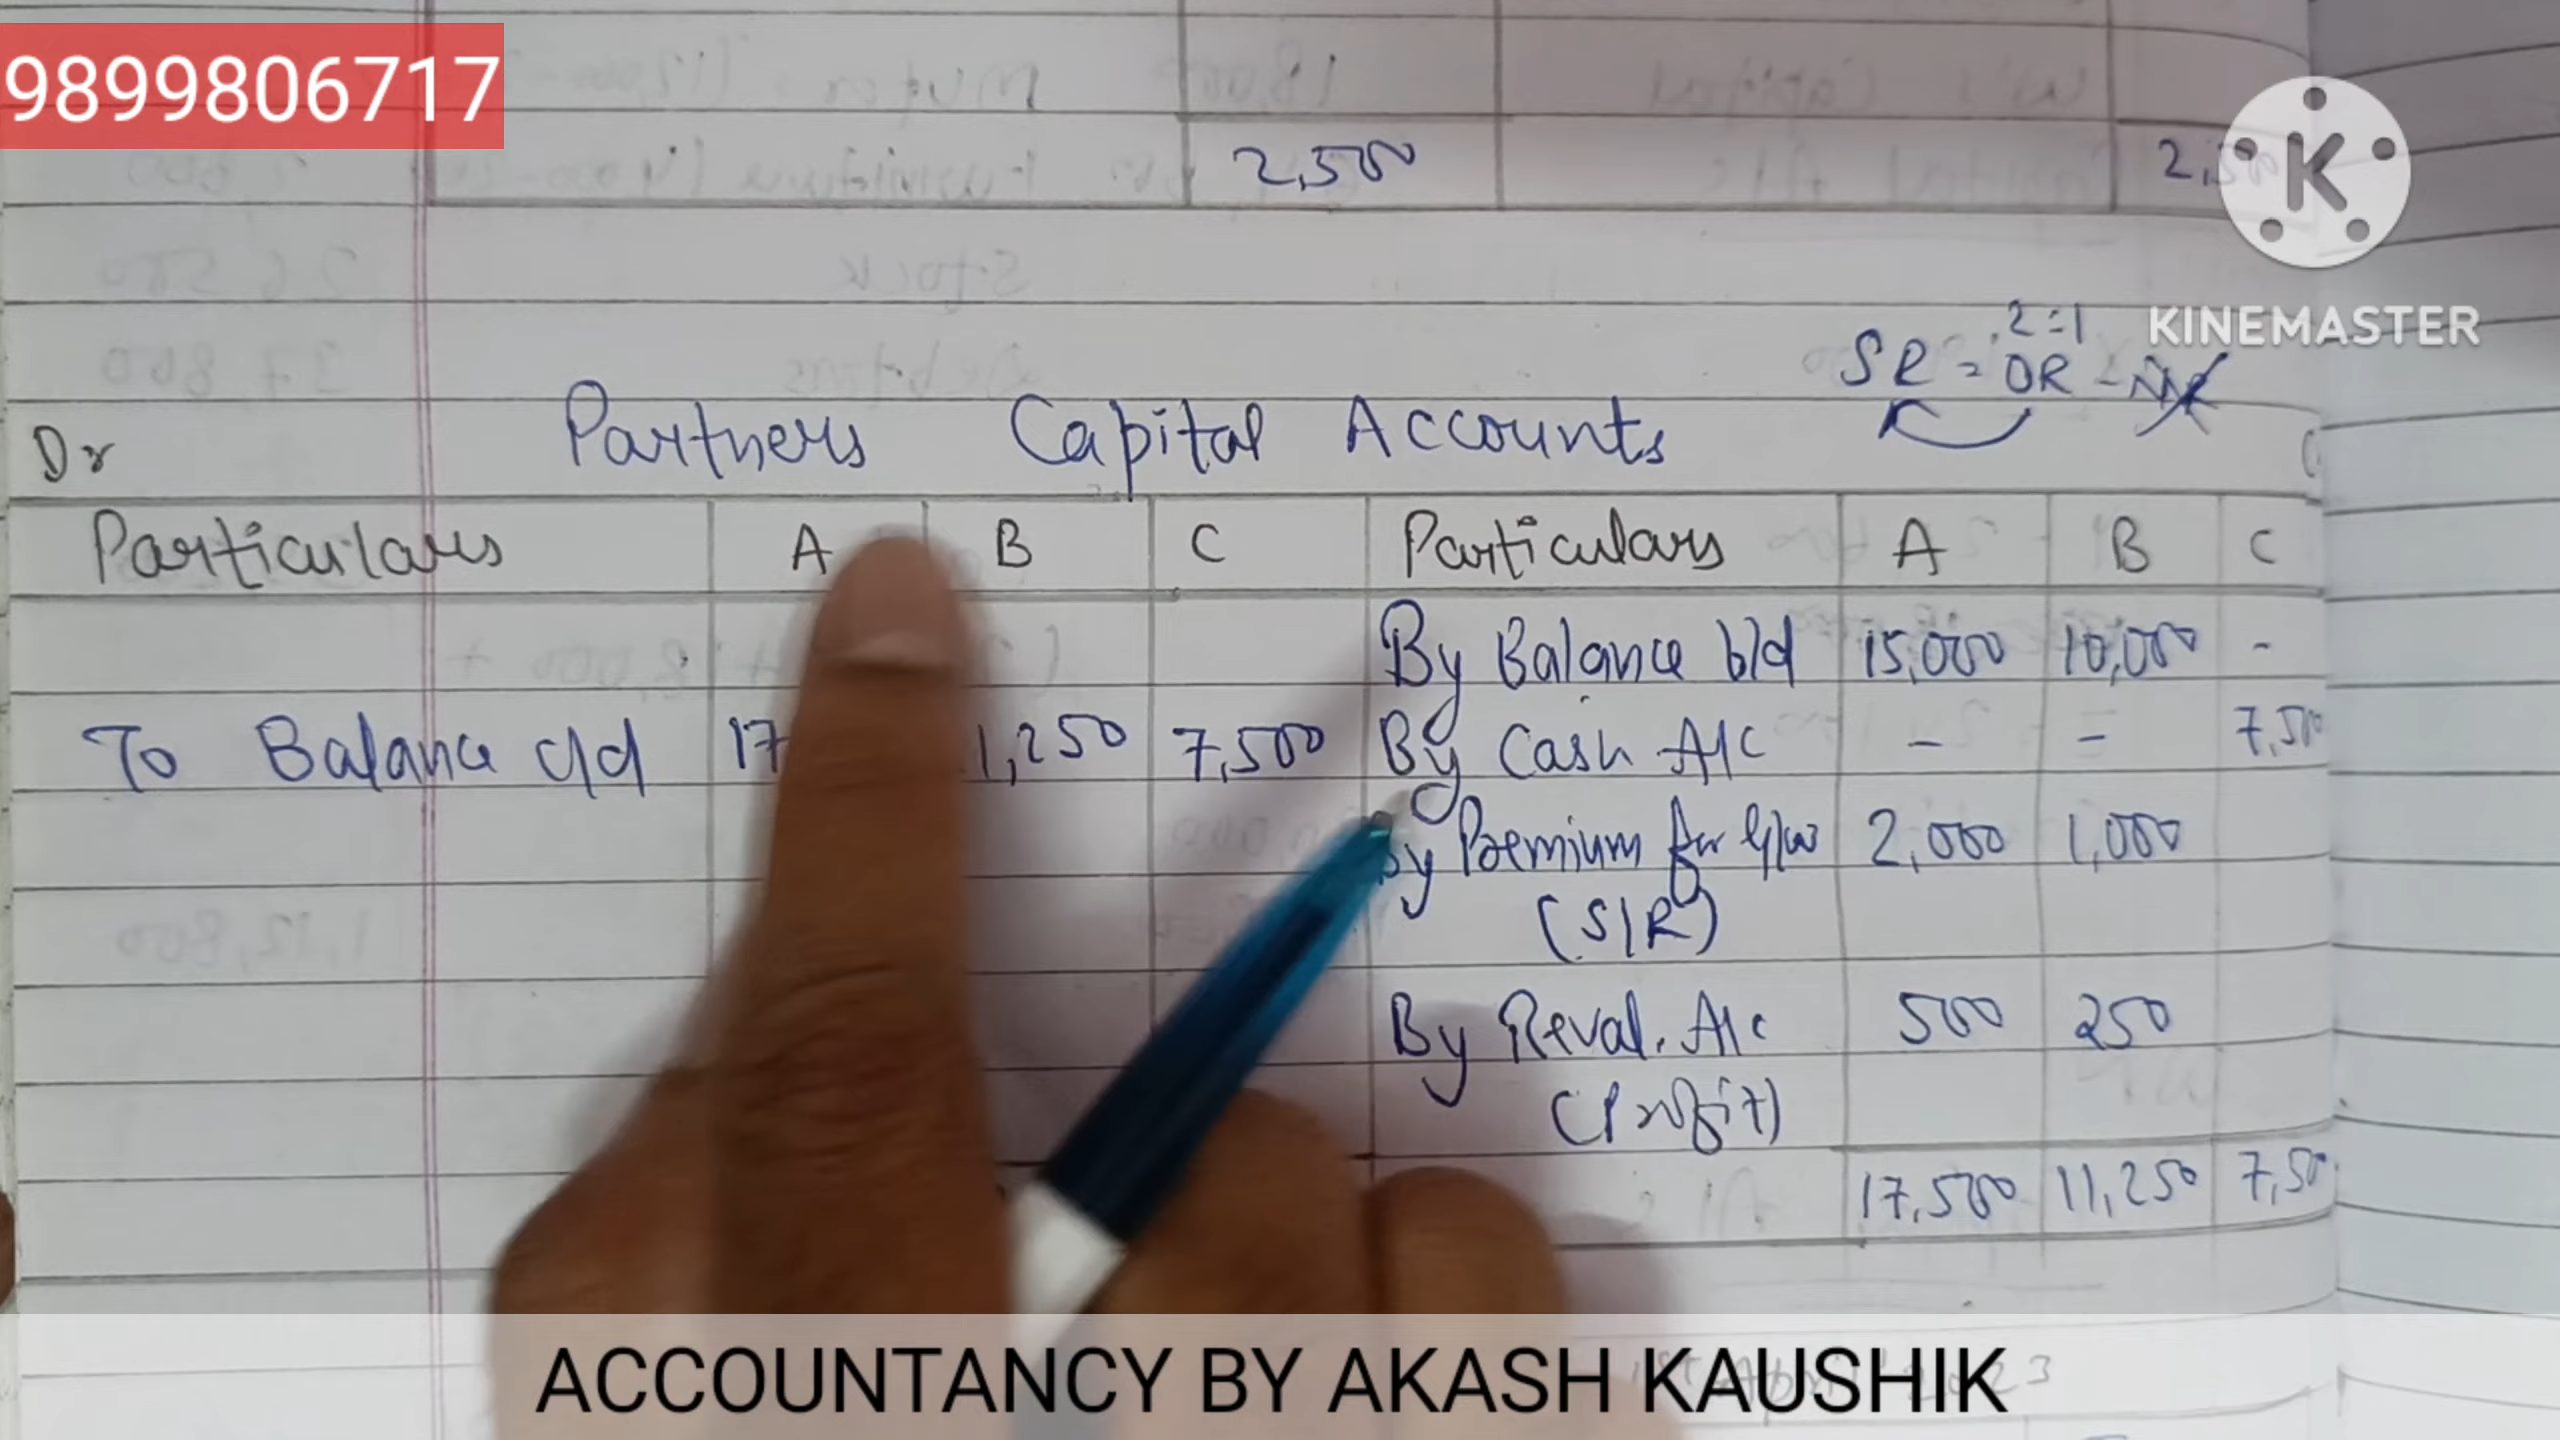 9899806717
2,500 2,500
KINEMASTER
2:1
SR = OR - NR
Dr Partners Capital Accounts
Particulars A B C Particulars A B C
By Balance b/d 15,000 10,000 -
To Balance c/d 17 1,250 7,500 By Cash A/c - = 7,500
By Premium for G/W 2,000 1,000
(S/R)
By Reval. A/c 500 250
(Profit)
17,500 11,250 7,50
ACCOUNTANCY BY AKASH KAUSHIK